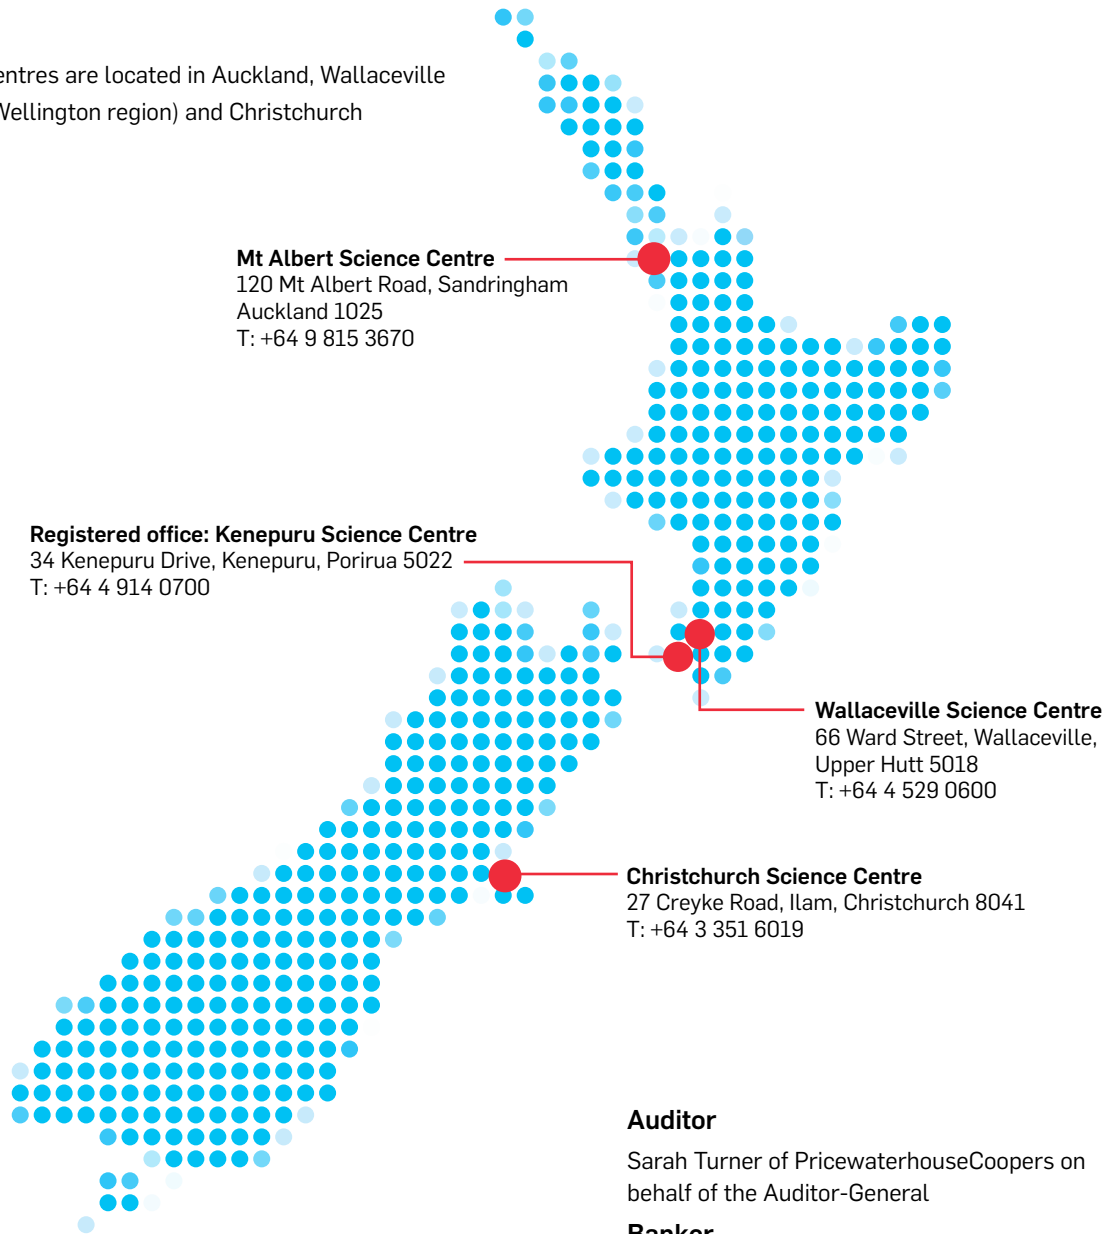 entres are located in Auckland, Wallaceville
Wellington region) and Christchurch
Mt Albert Science Centre
120 Mt Albert Road, Sandringham
Auckland 1025
T: +64 9 815 3670
Registered office: Kenepuru Science Centre
34 Kenepuru Drive, Kenepuru, Porirua 5022
T: +64 4 914 0700
Wallaceville Science Centre
66 Ward Street, Wallaceville,
Upper Hutt 5018
T: +64 4 529 0600
Christchurch Science Centre
27 Creyke Road, Ilam, Christchurch 8041
T: +64 3 351 6019
Auditor
Sarah Turner of PricewaterhouseCoopers on
behalf of the Auditor-General
Banker